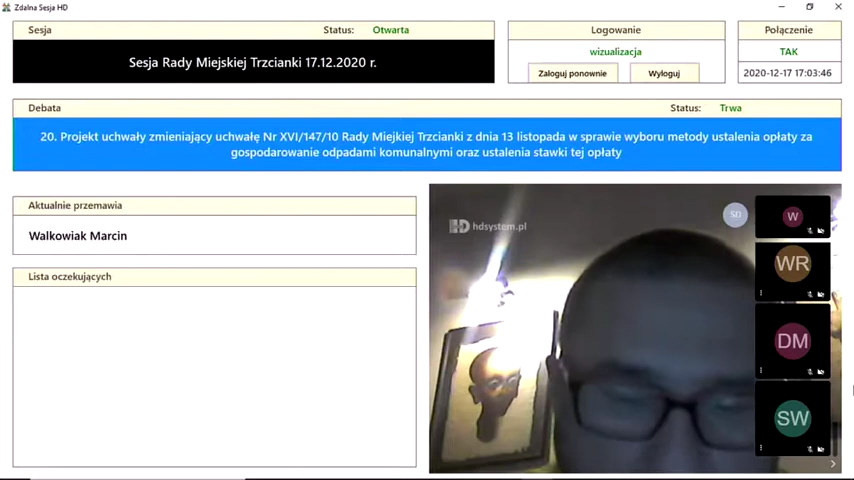 Zdalna Sesja HD
Sesja
Status: Otwarta
Sesja Rady Miejskiej Trzcianki 17.12.2020 r.
Logowanie
wizualizacja
Zaloguj ponownie
Wyloguj
Połączenie
TAK
2020-12-17 17:03:46
Debata
Status: Trwa
20. Projekt uchwały zmieniający uchwałę Nr XVI/147/10 Rady Miejkiej Trzcianki z dnia 13 listopada w sprawie wyboru metody ustalenia opłaty za
gospodarowanie odpadami komunalnymi oraz ustalenia stawki tej opłaty
Aktualnie przemawia
Walkowiak Marcin
Lista oczekujących
HD hdsystem.pl
SD
W
WR
DM
SW